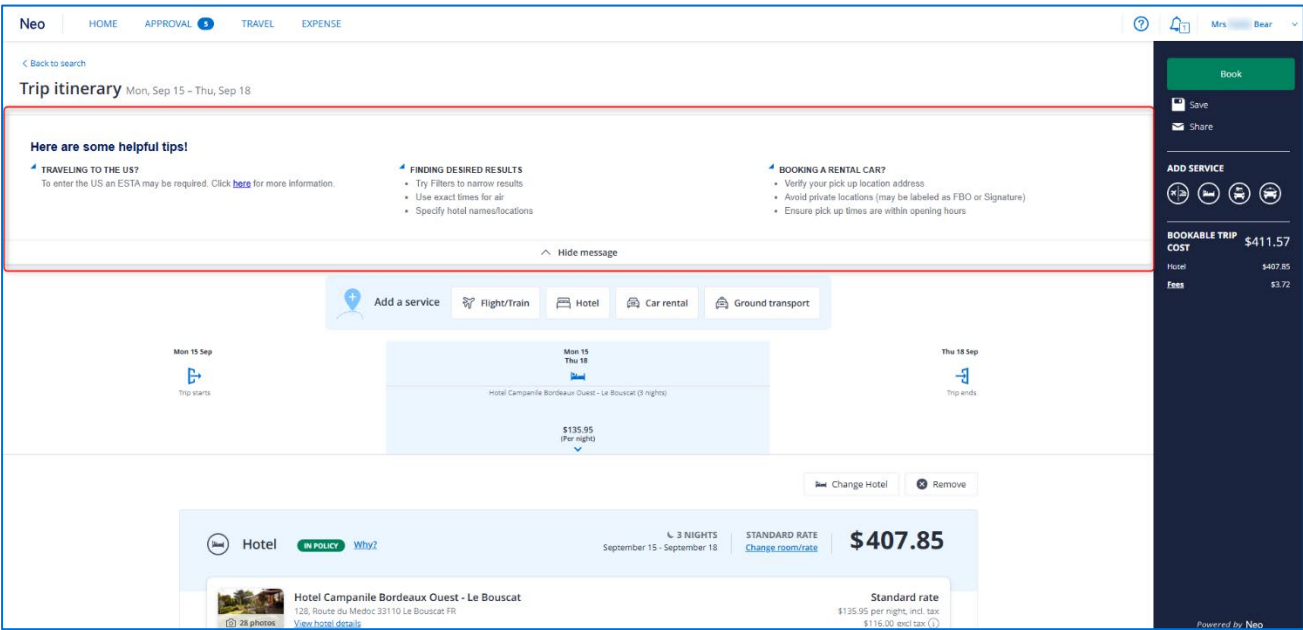 Neo HOME APPROVAL 5 TRAVEL EXPENSE Mrs Bear
Back to search
Trip itinerary Mon, Sep 15 – Thu, Sep 18
Here are some helpful tips!
TRAVELING TO THE US?
To enter the US an ESTA may be required. Click here for more information.
FINDING DESIRED RESULTS
• Try Filters to narrow results
• Use exact times for air
• Specify hotel names/locations
BOOKING A RENTAL CAR?
• Verify your pick up location address
• Avoid private locations (may be labeled as FBO or Signature)
• Ensure pick up times are within opening hours
Hide message
Add a service Flight/Train Hotel Car rental Ground transport
Mon 15 Sep
Trip starts
Mon 15
Thu 18
Hotel Campanile Bordeaux Ouest - Le Bouscat (3 nights)
$135.95
(Per night)
Thu 18 Sep
Trip ends
Change Hotel Remove
Hotel IN POLICY Why?
3 NIGHTS
September 15 - September 18
STANDARD RATE
Change room/rate
$407.85
28 photos
Hotel Campanile Bordeaux Ouest - Le Bouscat
128, Route du Medoc 33110 Le Bouscat FR
View hotel details
Standard rate
$135.95 per night, incl. tax
$116.00 excl tax
Book
Save
Share
ADD SERVICE
BOOKABLE TRIP COST $411.57
Hotel $407.85
Fees $3.72
Powered by Neo